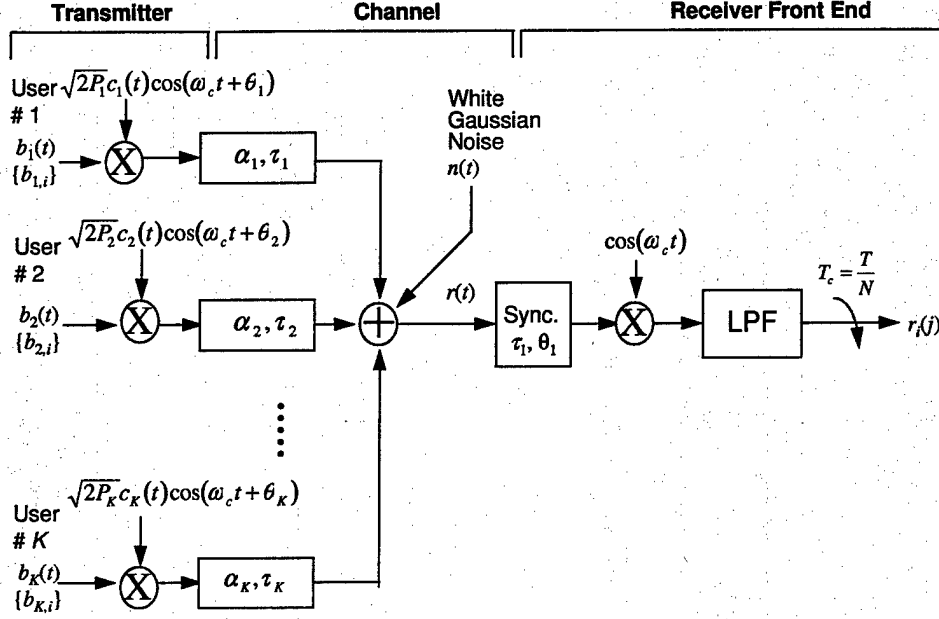 Transmitter
Channel
Receiver Front End
User √2P₁c₁(t)cos(ω_c t+θ₁)
# 1
b₁(t)
{b₁,ᵢ}
X
α₁,τ₁
White
Gaussian
Noise
n(t)
User √2P₂c₂(t)cos(ω_c t+θ₂)
# 2
b₂(t)
{b₂,ᵢ}
X
α₂,τ₂
+
r(t)
Sync.
τ₁, θ₁
cos(ω_c t)
X
LPF
T_c = T/N
rᵢ(j)
User √2P_K c_K(t)cos(ω_c t+θ_K)
# K
b_K(t)
{b_K,ᵢ}
X
α_K,τ_K